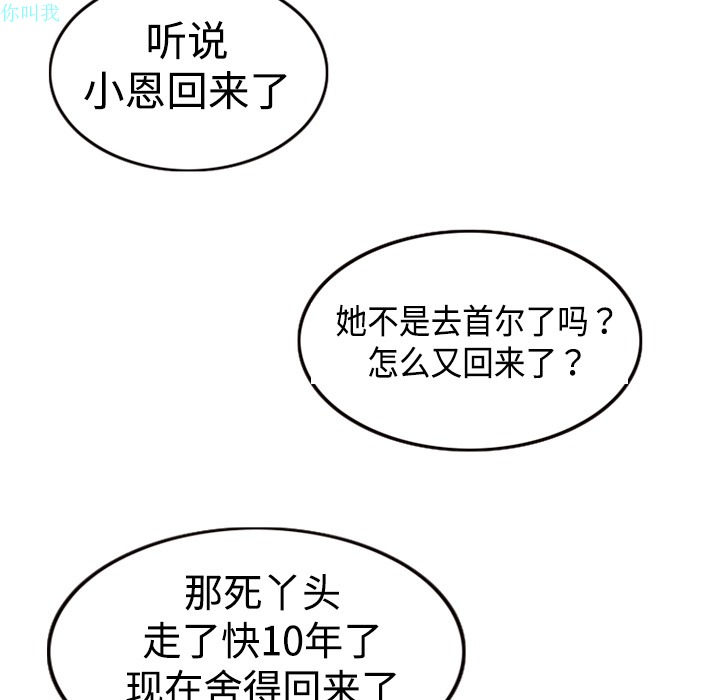 你叫我
听说
小恩回来了
她不是去首尔了吗？
怎么又回来了？
那死丫头
走了快10年了
现在舍得回来了